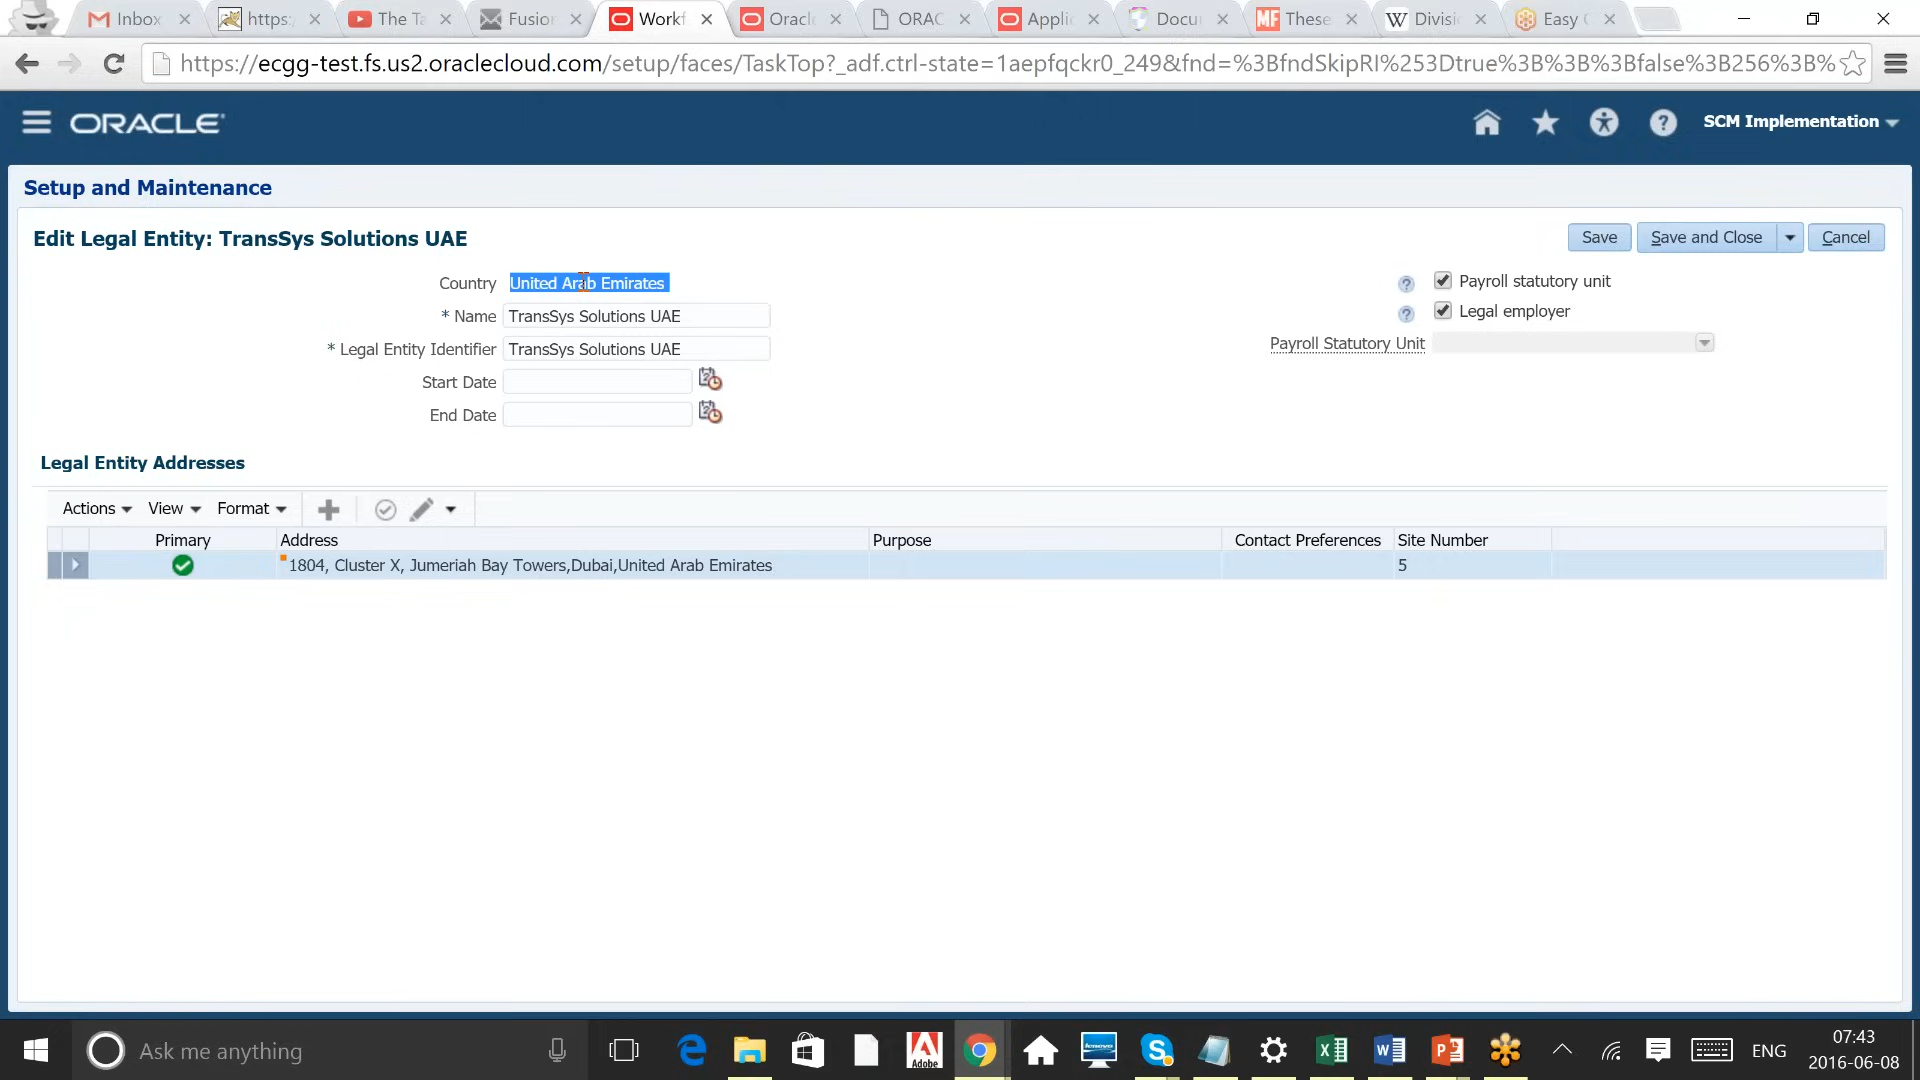 Inbox
https:
The Ta
Fusion
Workf
Oracle
ORAC
Applic
Docu
These
Divisi
Easy
https://ecgg-test.fs.us2.oraclecloud.com/setup/faces/TaskTop?_adf.ctrl-state=1aepfqckr0_249&fnd=%3BfndSkipRI%253Dtrue%3B%3B%3Bfalse%3B256%3B%
ORACLE
SCM Implementation
Setup and Maintenance
Edit Legal Entity: TransSys Solutions UAE
Save
Save and Close
Cancel
Country United Arab Emirates
* Name TransSys Solutions UAE
* Legal Entity Identifier TransSys Solutions UAE
Start Date
End Date
Payroll statutory unit
Legal employer
Payroll Statutory Unit
Legal Entity Addresses
Actions View Format
Primary Address Purpose Contact Preferences Site Number
1804, Cluster X, Jumeriah Bay Towers,Dubai,United Arab Emirates 5
Ask me anything
Adobe
ENG
07:43
2016-06-08